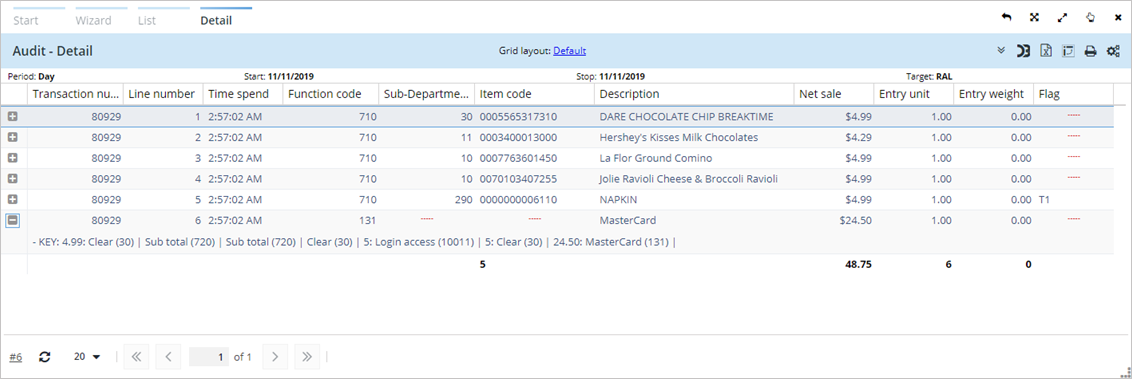 Start Wizard List Detail
Audit - Detail Grid layout: Default
Period: Day Start: 11/11/2019 Stop: 11/11/2019 Target: RAL
Transaction nu... Line number Time spend Function code Sub-Departme... Item code Description Net sale Entry unit Entry weight Flag
80929 1 2:57:02 AM 710 30 0005565317310 DARE CHOCOLATE CHIP BREAKTIME $4.99 1.00 0.00 -----
80929 2 2:57:02 AM 710 11 0003400013000 Hershey's Kisses Milk Chocolates $4.29 1.00 0.00 -----
80929 3 2:57:02 AM 710 10 0007763601450 La Flor Ground Comino $4.99 1.00 0.00 -----
80929 4 2:57:02 AM 710 10 0070103407255 Jolie Ravioli Cheese & Broccoli Ravioli $4.99 1.00 0.00 -----
80929 5 2:57:02 AM 710 290 0000000006110 NAPKIN $4.99 1.00 0.00 T1
80929 6 2:57:02 AM 131 ----- ----- MasterCard $24.50 1.00 0.00 -----
- KEY: 4.99: Clear (30) | Sub total (720) | Sub total (720) | Clear (30) | 5: Login access (10011) | 5: Clear (30) | 24.50: MasterCard (131) |
5 48.75 6 0
#6 20 1 of 1